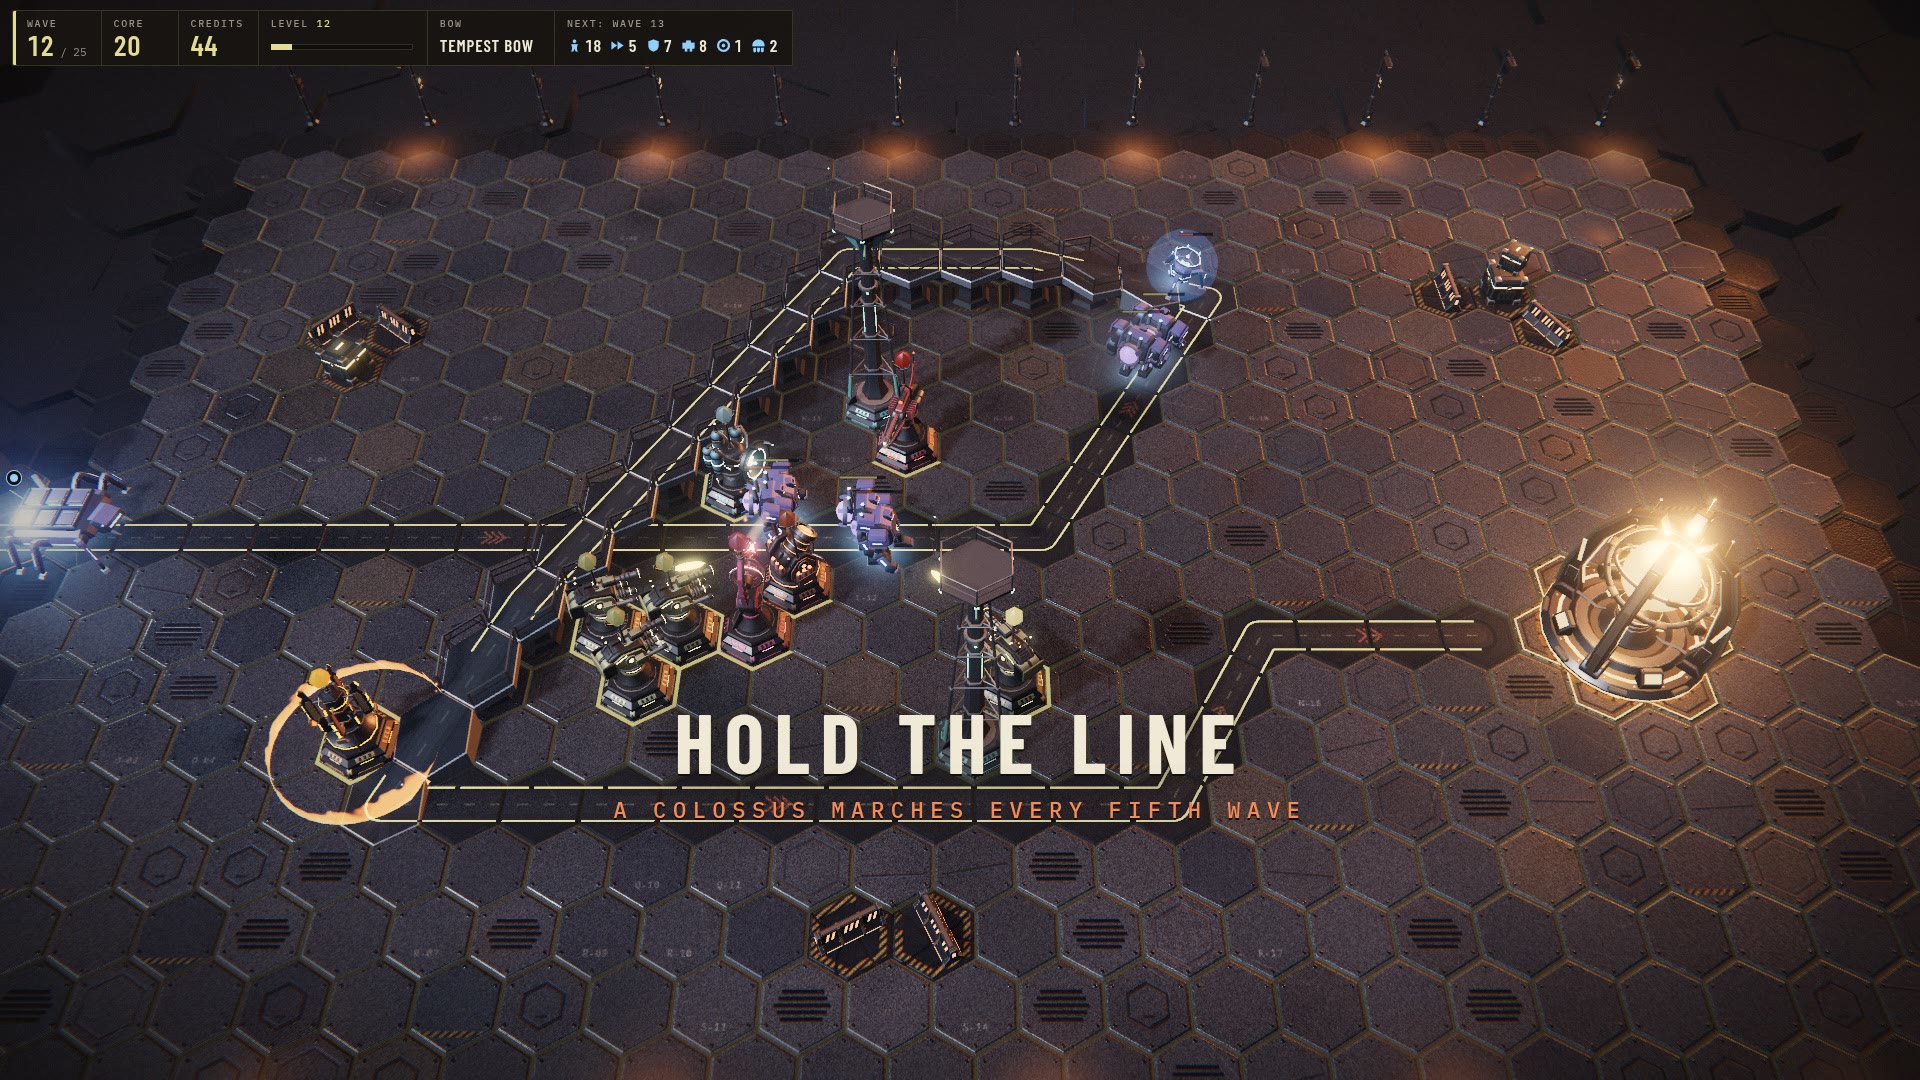 WAVE
12 / 25
CORE
20
CREDITS
44
LEVEL 12
BOW
TEMPEST BOW
NEXT: WAVE 13
18 5 7 8 1 2
HOLD THE LINE
A COLOSSUS MARCHES EVERY FIFTH WAVE